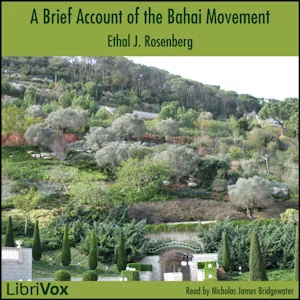 A Brief Account of the Bahai Movement
Ethal J. Rosenberg
LibriVox
Read by Nicholas James Bridgewater